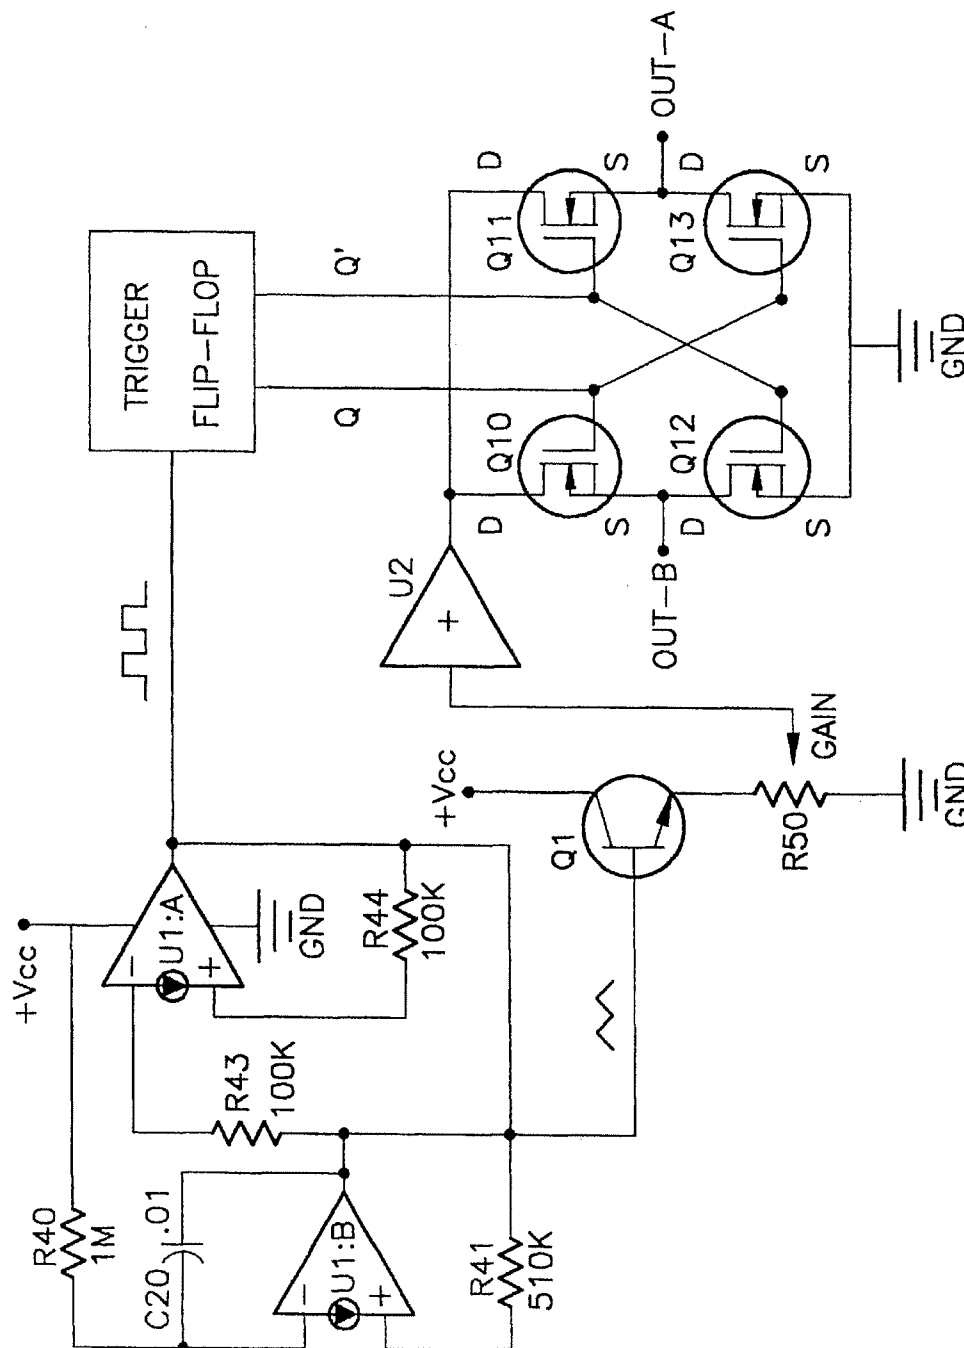 +Vcc
R40
1M
C20
.01
U1:B
−
+
R41
510K
R43
100K
U1:A
−
+
GND
R44
100K
TRIGGER
FLIP-FLOP
Q
Q'
+Vcc
Q1
R50
GAIN
GND
U2
+
D
Q10
S
D
Q11
S
OUT-B
OUT-A
D
Q12
S
D
Q13
S
GND